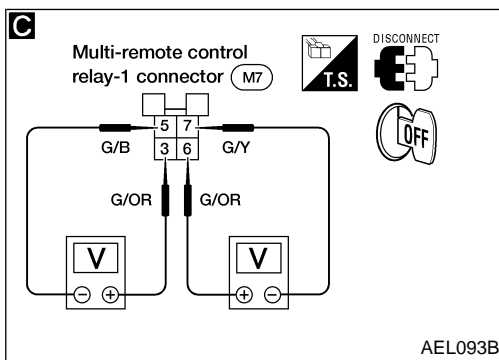 C
Multi-remote control
relay-1 connector M7
T.S.
DISCONNECT
OFF
5 7
3 6
G/B
G/Y
G/OR
G/OR
V
V
− +
+ −
AEL093B